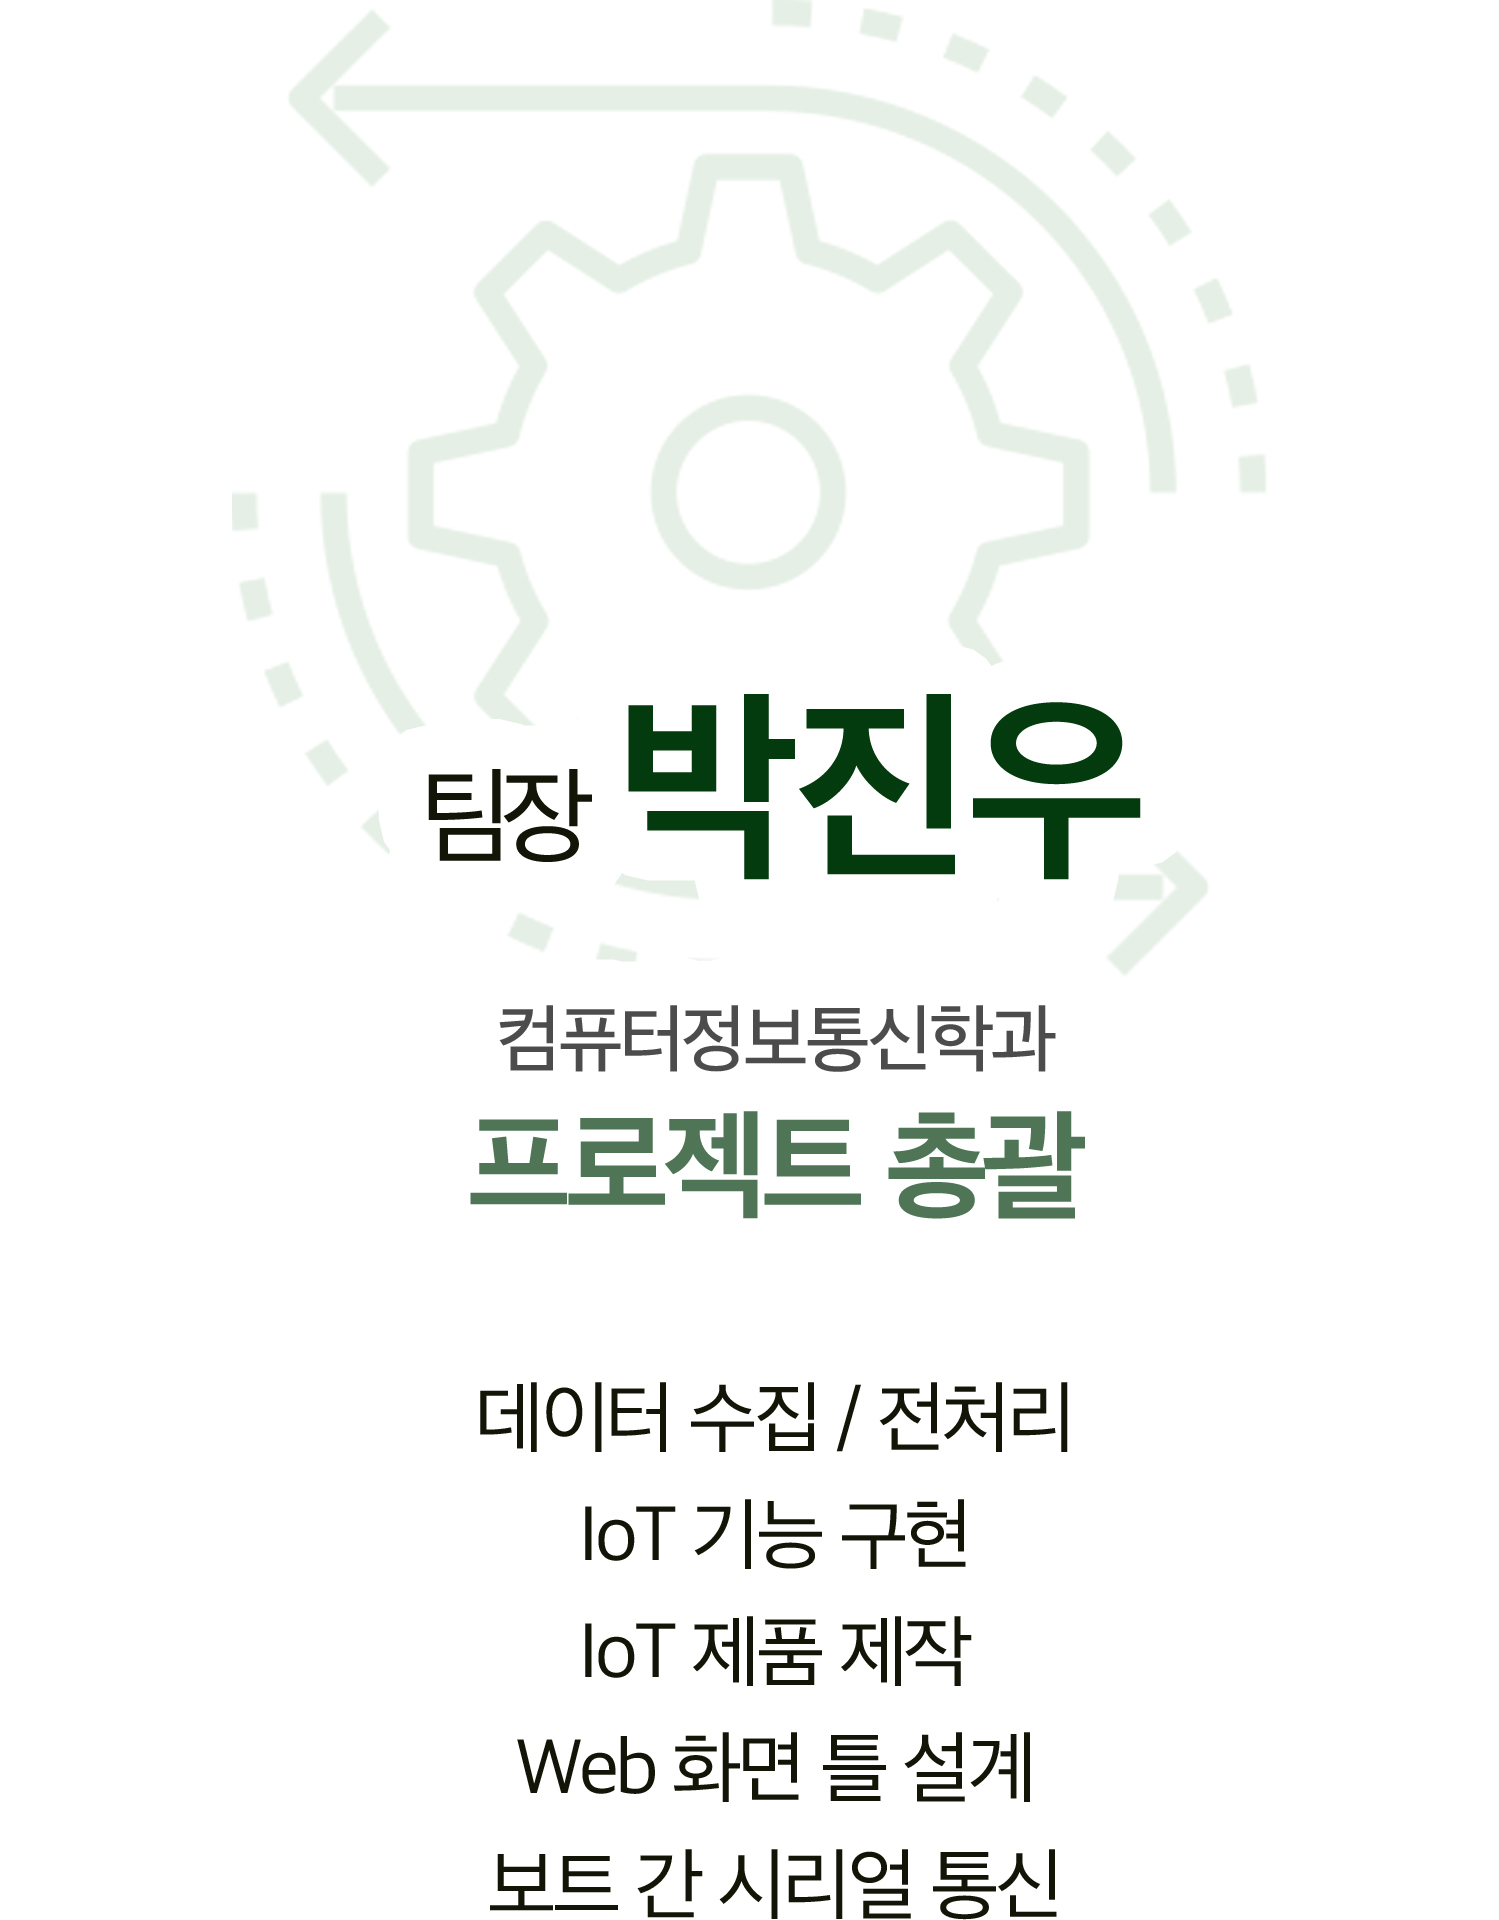 팀장 박진우
컴퓨터정보통신학과
프로젝트 총괄
데이터 수집 / 전처리
IoT 기능 구현
IoT 제품 제작
Web 화면 틀 설계
보트 간 시리얼 통신